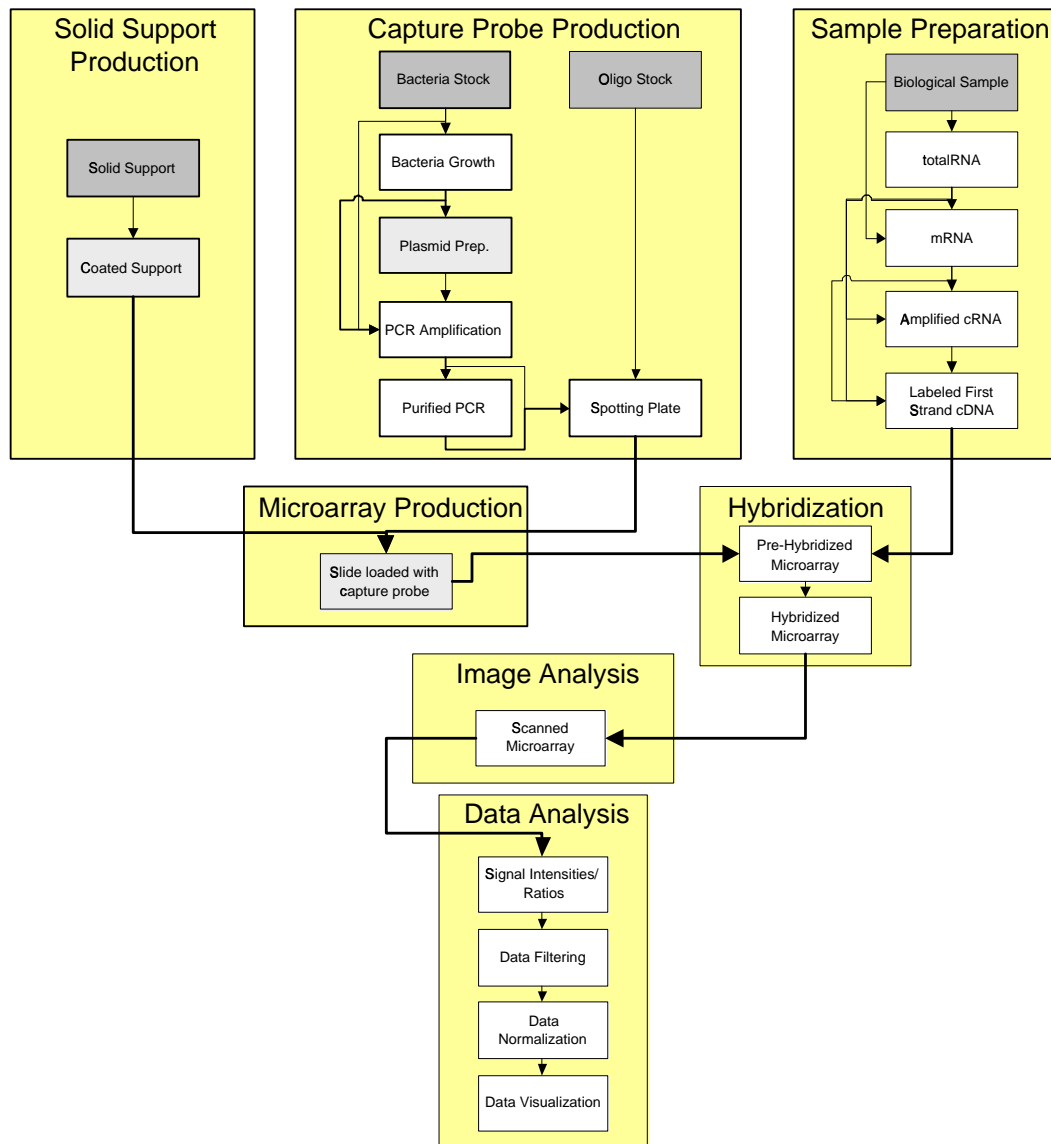 Solid Support
Production
Solid Support
Coated Support
Capture Probe Production
Bacteria Stock
Oligo Stock
Bacteria Growth
Plasmid Prep.
PCR Amplification
Purified PCR
Spotting Plate
Sample Preparation
Biological Sample
totalRNA
mRNA
Amplified cRNA
Labeled First
Strand cDNA
Microarray Production
Slide loaded with
capture probe
Hybridization
Pre-Hybridized
Microarray
Hybridized
Microarray
Image Analysis
Scanned
Microarray
Data Analysis
Signal Intensities/
Ratios
Data Filtering
Data
Normalization
Data Visualization